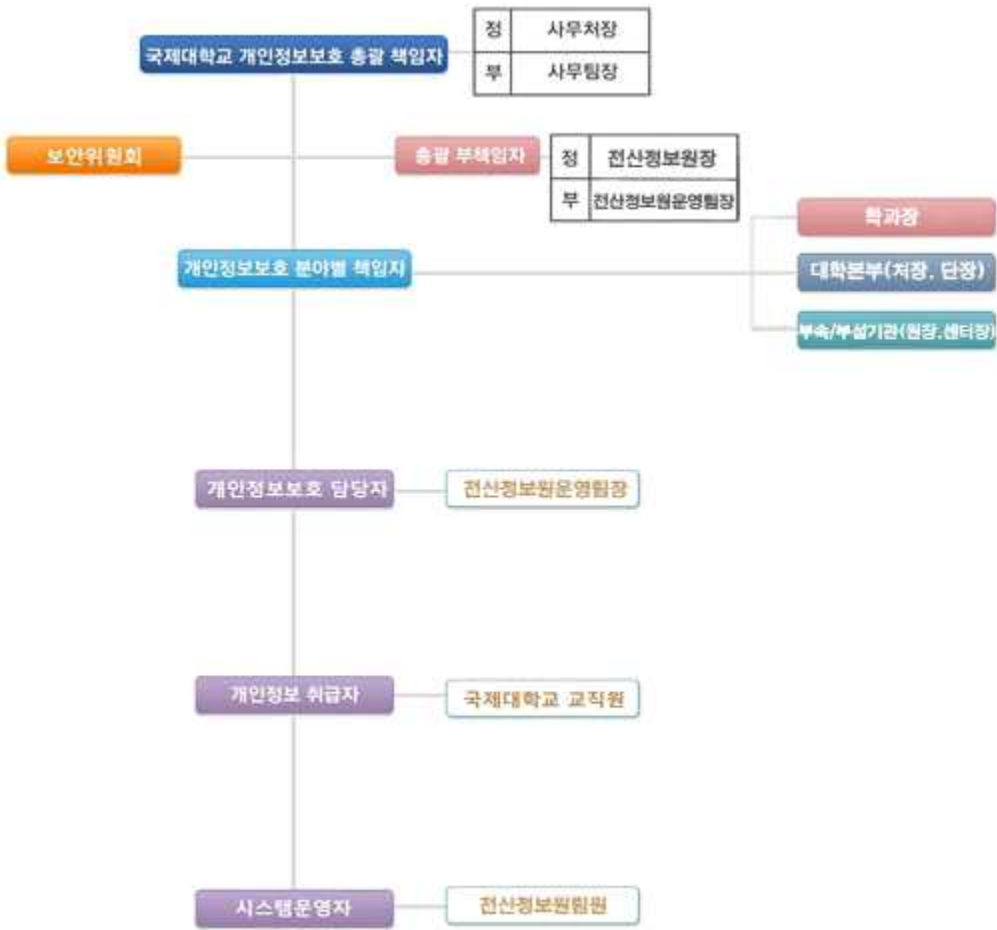 국제대학교 개인정보보호 총괄 책임자
정 사무처장
부 사무팀장
보안위원회
총괄 부책임자
정 전산정보원장
부 전산정보원운영팀장
개인정보보호 분야별 책임자
학과장
대학본부(처장, 단장)
부속/부설기관(원장,센터장)
개인정보보호 담당자
전산정보원운영팀장
개인정보 취급자
국제대학교 교직원
시스템운영자
전산정보원팀원